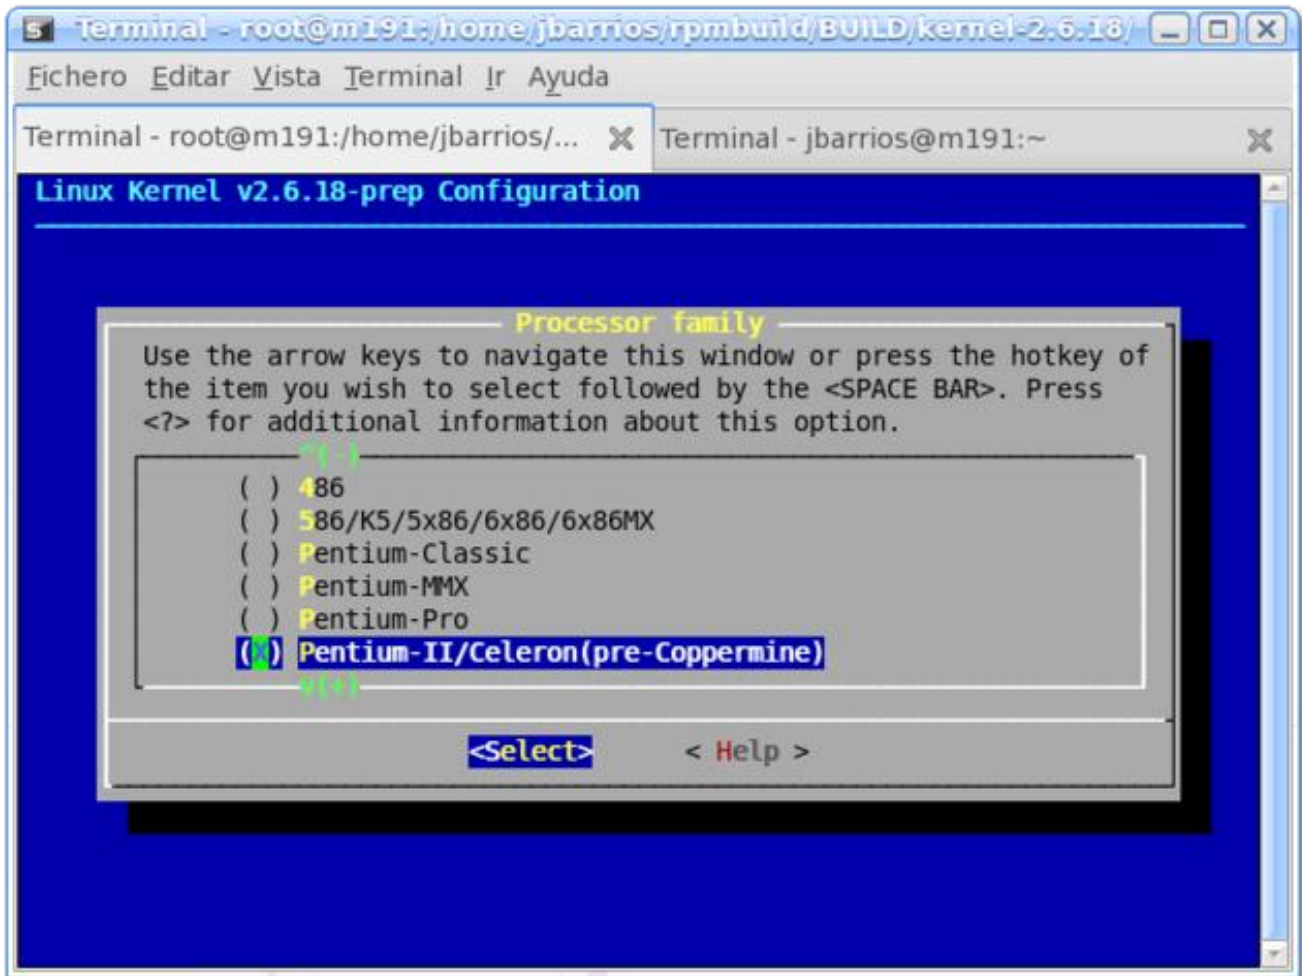 Terminal - root@m191:/home/jbarrios/rpmbuild/BUILD/kernel-2.6.18/
Fichero Editar Vista Terminal Ir Ayuda
Terminal - root@m191:/home/jbarrios/... Terminal - jbarrios@m191:~
Linux Kernel v2.6.18-prep Configuration
Processor family
Use the arrow keys to navigate this window or press the hotkey of
the item you wish to select followed by the <SPACE BAR>. Press
<?> for additional information about this option.
^(-)
( ) 486
( ) 586/K5/5x86/6x86/6x86MX
( ) Pentium-Classic
( ) Pentium-MMX
( ) Pentium-Pro
(X) Pentium-II/Celeron(pre-Coppermine)
v(+)
<Select> < Help >